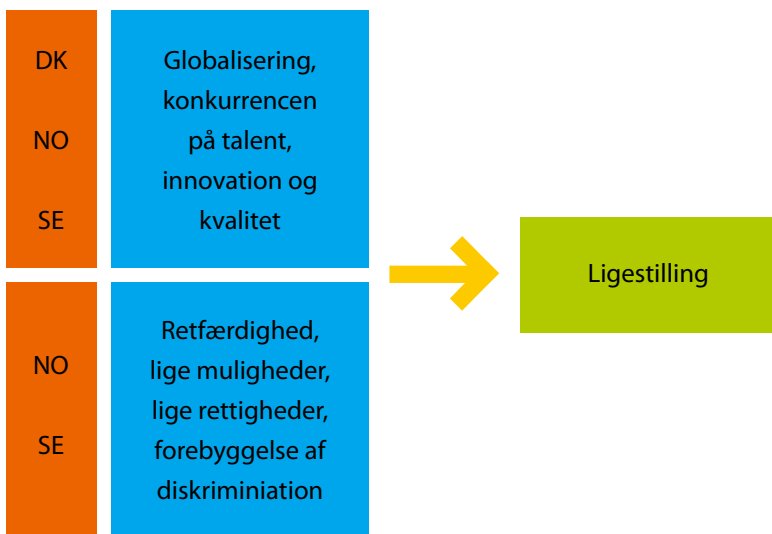 DK
NO
SE
Globalisering,
konkurrencen
på talent,
innovation og
kvalitet
NO
SE
Retfærdighed,
lige muligheder,
lige rettigheder,
forebyggelse af
diskriminiation
Ligestilling